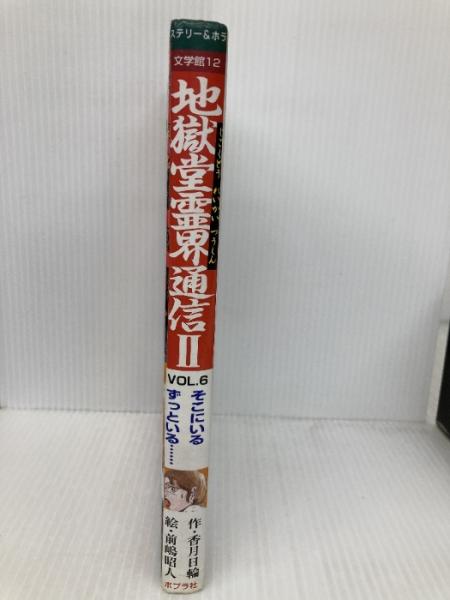 ステリー&ホラ
文学館12
地獄堂霊界通信II
じごくどう れいかい つうしん
VOL.6
そこにいる
ずっといる……
作・香月日輪
絵・前嶋昭人
ポプラ社